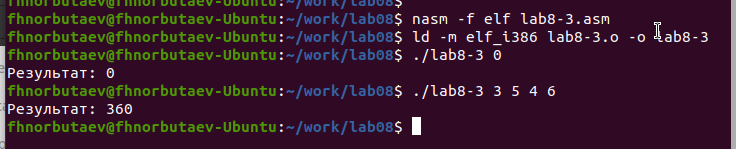 fhnorbutaev@fhnorbutaev-Ubuntu:~/work/lab08$ nasm -f elf lab8-3.asm
fhnorbutaev@fhnorbutaev-Ubuntu:~/work/lab08$ ld -m elf_i386 lab8-3.o -o lab8-3
fhnorbutaev@fhnorbutaev-Ubuntu:~/work/lab08$ ./lab8-3 0
Результат: 0
fhnorbutaev@fhnorbutaev-Ubuntu:~/work/lab08$ ./lab8-3 3 5 4 6
Результат: 360
fhnorbutaev@fhnorbutaev-Ubuntu:~/work/lab08$